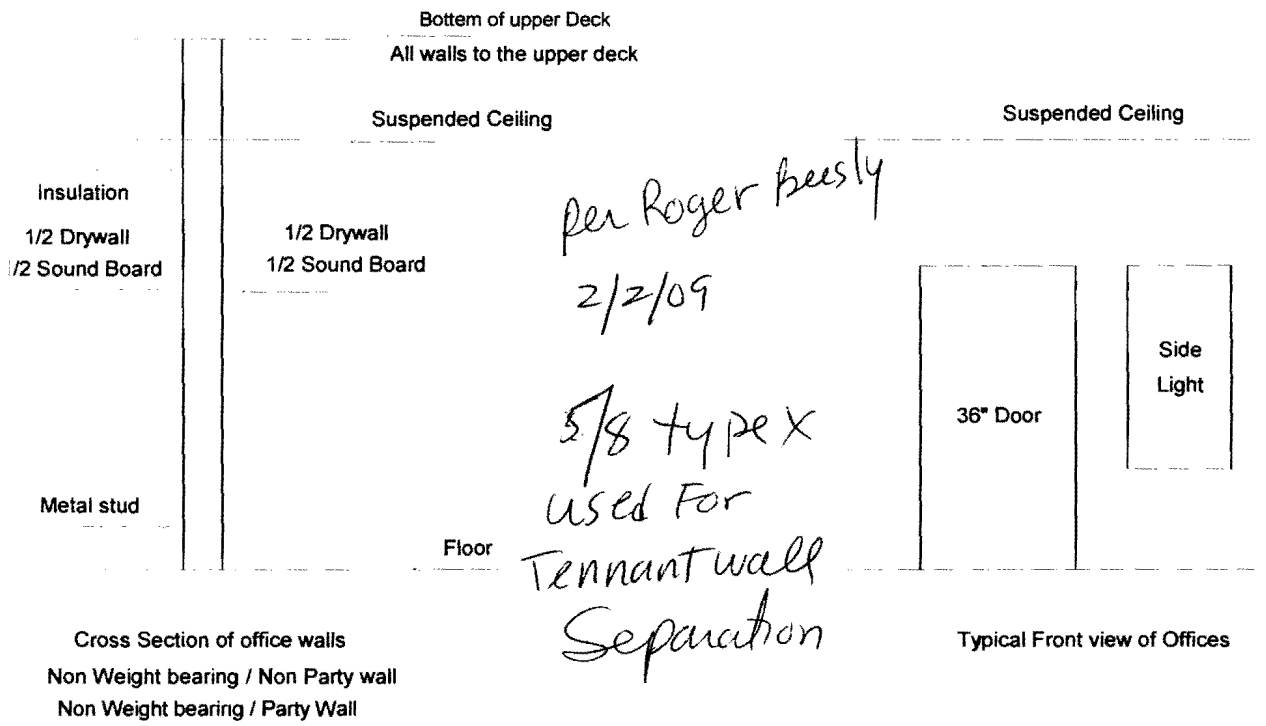 Bottem of upper Deck
All walls to the upper deck
Suspended Ceiling
Suspended Ceiling
Insulation
1/2 Drywall
1/2 Sound Board
1/2 Drywall
1/2 Sound Board
per Roger Beesly
2/2/09
5/8 type X
used For
Tennant wall
Separation
36" Door
Side
Light
Metal stud
Floor
Cross Section of office walls
Non Weight bearing / Non Party wall
Non Weight bearing / Party Wall
Typical Front view of Offices